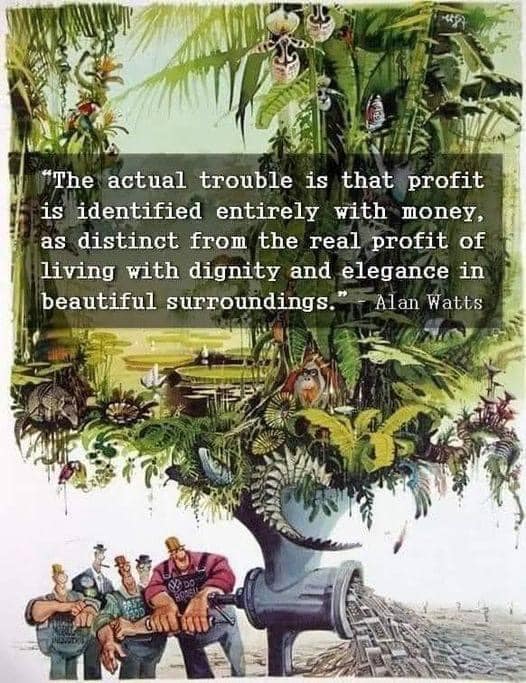 “The actual trouble is that profit
is identified entirely with money,
as distinct from the real profit of
living with dignity and elegance in
beautiful surroundings.” - Alan Watts